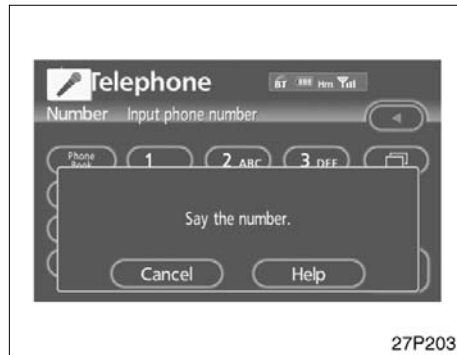 Telephone
BT Hm
Number Input phone number
Phone Book 1 2 ABC 3 DEF
Say the number.
Cancel Help
27P203